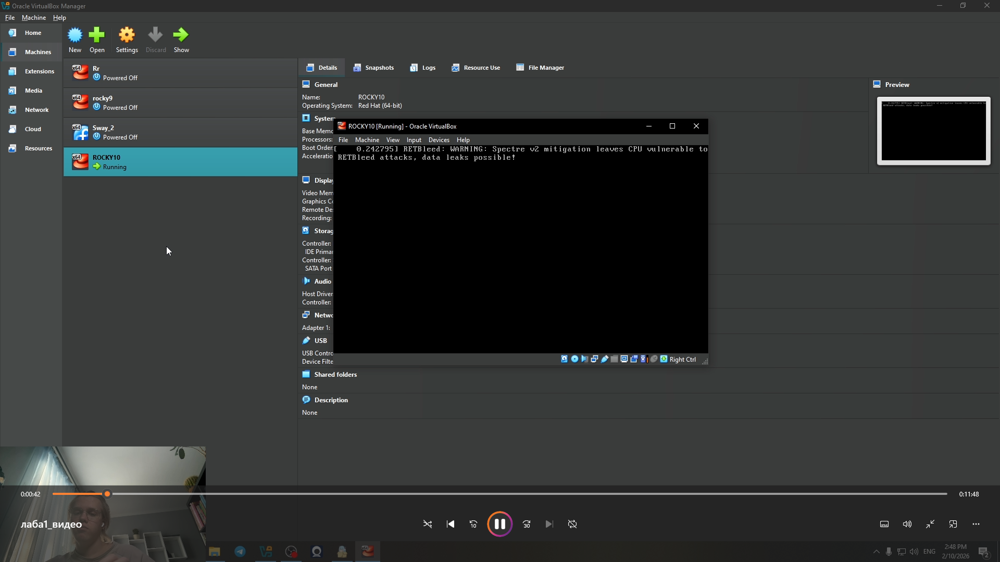 Oracle VirtualBox Manager
File Machine Help
Home
Machines
Extensions
Media
Network
Cloud
Resources
New Open Settings Discard Show
x64 Rr
Powered Off
x64 rocky9
Powered Off
x64 Sway_2
Powered Off
x64 ROCKY10
Running
Details Snapshots Logs Resource Use File Manager
General
Name: ROCKY10
Operating System: Red Hat (64-bit)
System
Base Memo
Processors:
Boot Order
Acceleratio
Display
Video Mem
Graphics Co
Remote De
Recording:
Storag
Controller:
IDE Primar
Controller:
SATA Port
Audio
Host Driver
Controller:
Netwo
Adapter 1:
USB
USB Contro
Device Filte
Shared folders
None
Description
None
Preview
ROCKY10 [Running] - Oracle VirtualBox
File Machine View Input Devices Help
[    0.242795] RETBleed: WARNING: Spectre v2 mitigation leaves CPU vulnerable to
RETBleed attacks, data leaks possible!
Right Ctrl
0:00:42
0:11:48
лаба1_видео
10
30
ENG
2:48 PM
2/10/2026
2